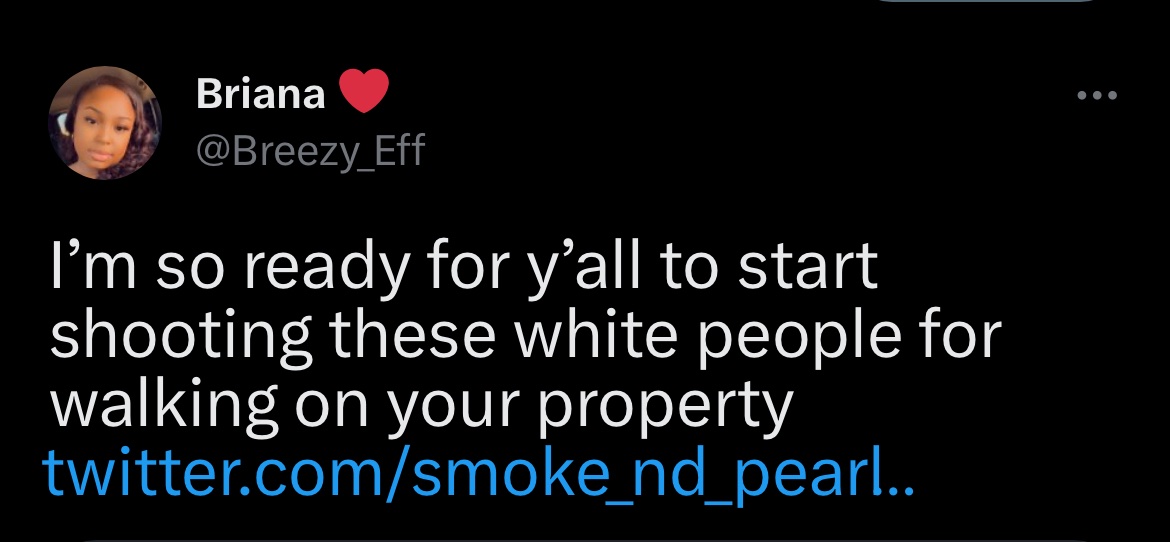 Briana ❤️
@Breezy_Eff
I’m so ready for y’all to start
shooting these white people for
walking on your property
twitter.com/smoke_nd_pearl..